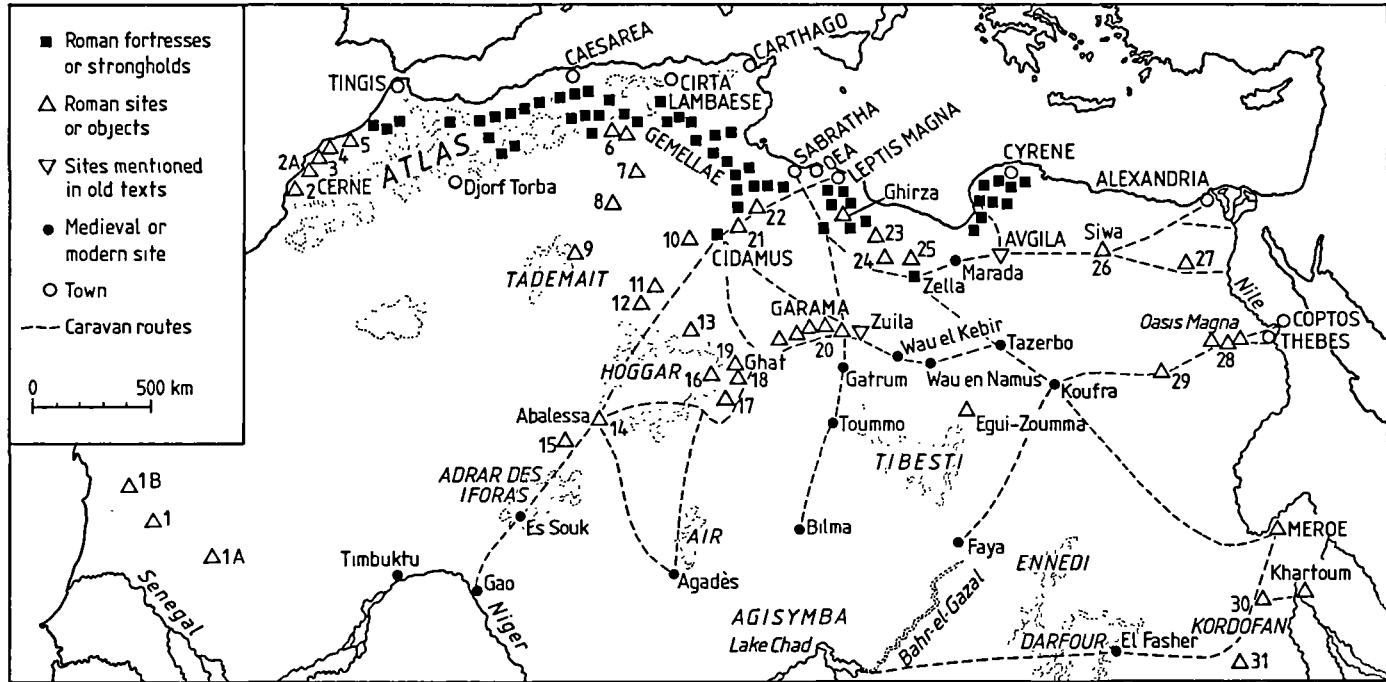 Roman fortresses
or strongholds
Roman sites
or objects
Sites mentioned
in old texts
Medieval or
modern site
Town
Caravan routes
0 500 km
TINGIS
CAESAREA
CARTHAGO
CIRTA
LAMBAESE
2A
4
5
3
2
CERNE
ATLAS
Djorf Torba
6
GEMELLAE
7
8
SABRATHA
OEA
LEPTIS MAGNA
Ghirza
CYRENE
ALEXANDRIA
22
21
10
CIDAMUS
9
TADEMAIT
23
24
25
Zella
Marada
AVGILA
Siwa
26
27
Nile
11
12
13
GARAMA
20
Zuila
Wau el Kebir
Wau en Namus
Tazerbo
Oasis Magna
COPTOS
THEBES
28
29
19
Ghat
HOGGAR
16
18
17
Gatrum
Koufra
Abalessa
14
15
Toummo
Egui-Zoumma
TIBESTI
ADRAR DES
IFORAS
Es Souk
1B
1
1A
AIR
Bilma
Faya
MEROE
ENNEDI
Timbuktu
Gao
Agadès
Khartoum
30
KORDOFAN
Senegal
Niger
AGISYMBA
Lake Chad
Bahr-el-Gazal
DARFOUR
El Fasher
31